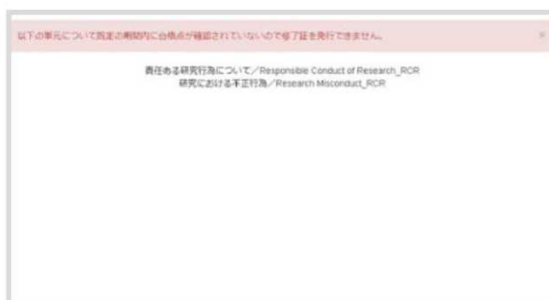 以下の単元について既定の期間内に合格点が確認されていないので修了証を発行できません。 ×
責任ある研究行為について／Responsible Conduct of Research_RCR
研究における不正行為／Research Misconduct_RCR